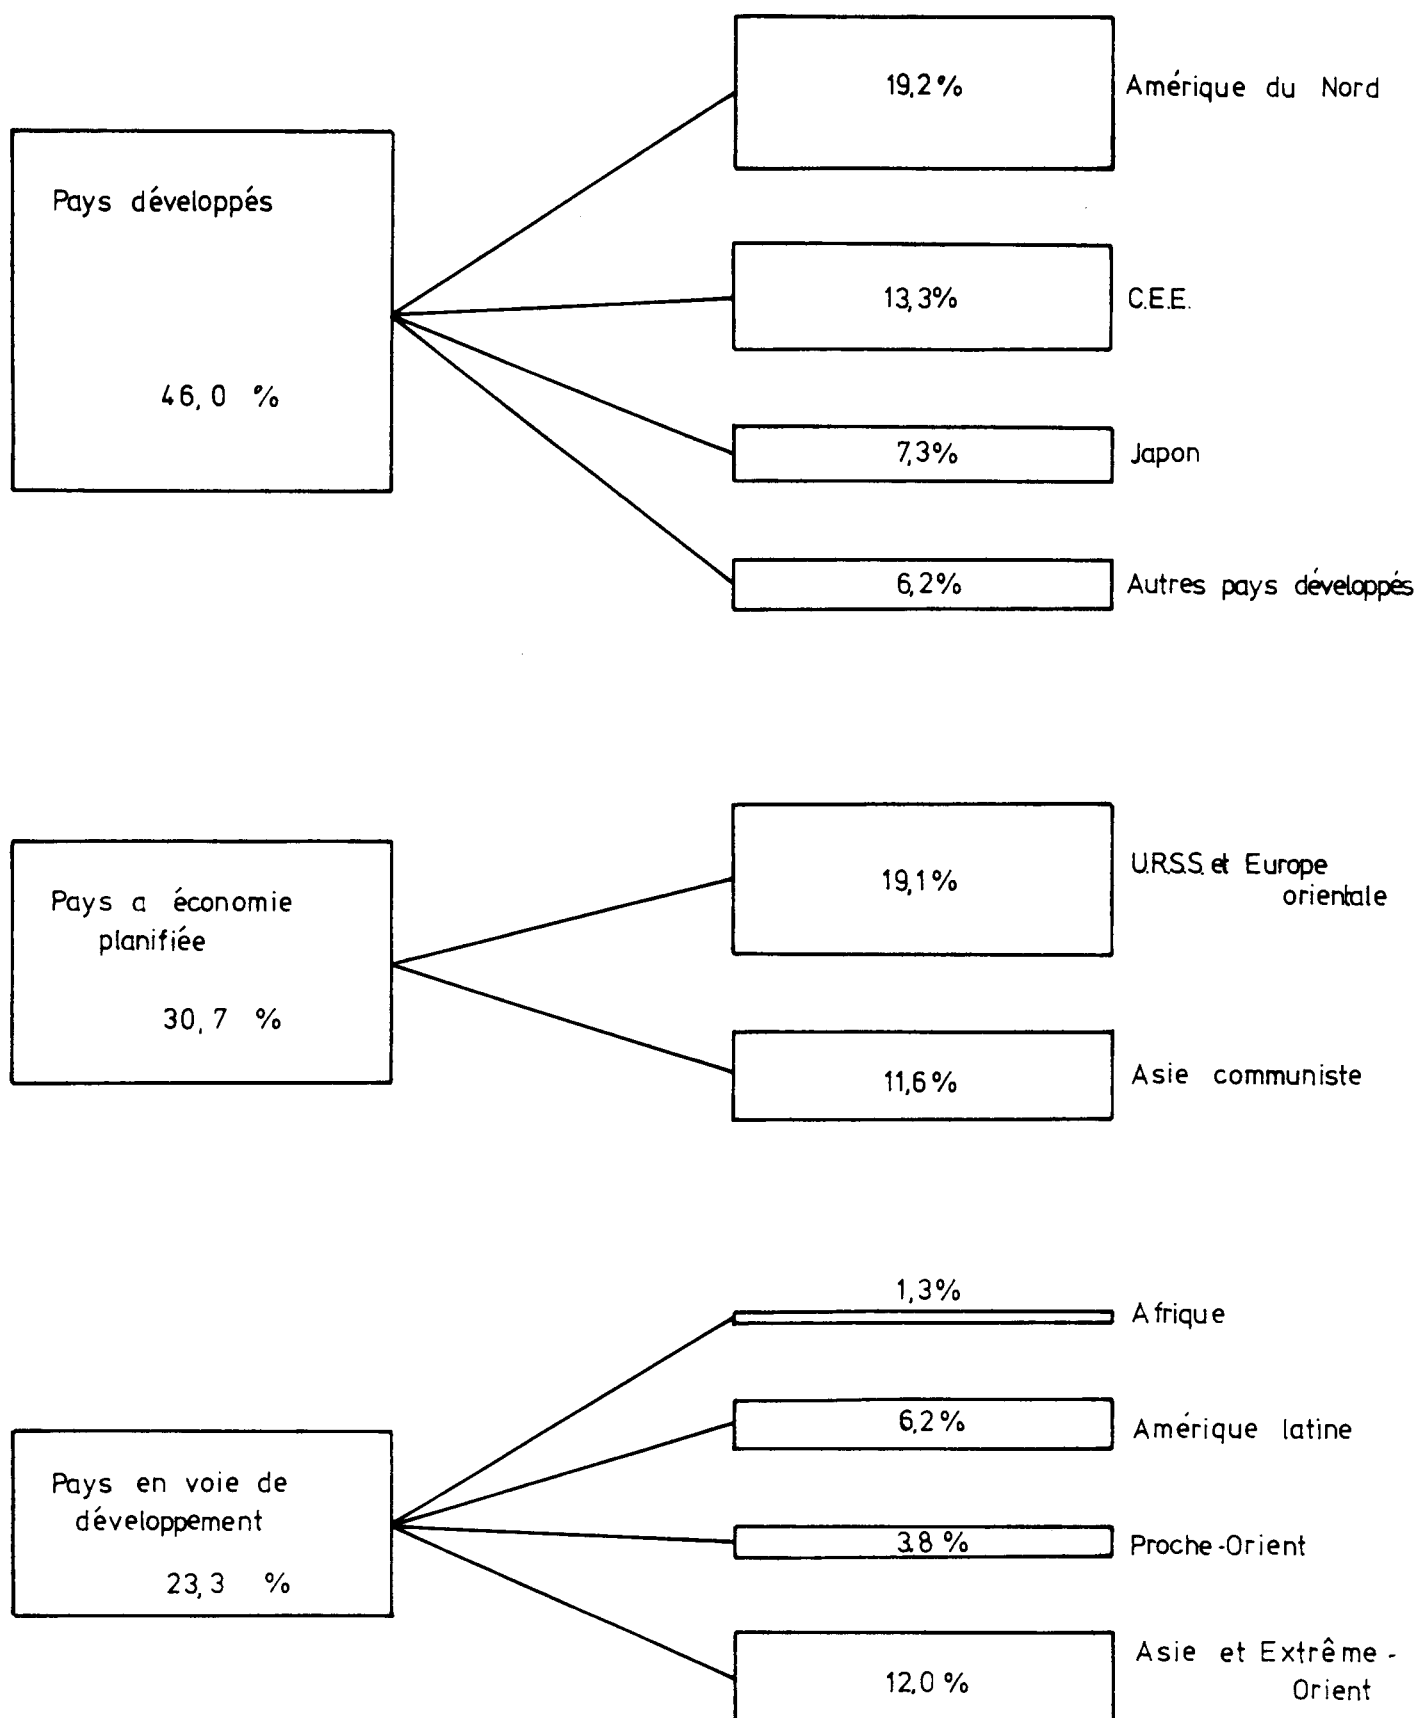 Pays développés
46,0 %
19,2%
Amérique du Nord
13,3%
C.E.E.
7,3%
Japon
6,2%
Autres pays développés
Pays a économie
planifiée
30,7 %
19,1%
U.R.S.S. et Europe
orientale
11,6%
Asie communiste
Pays en voie de
développement
23,3 %
1,3%
Afrique
6,2%
Amérique latine
3.8 %
Proche-Orient
12,0%
Asie et Extrême-
Orient